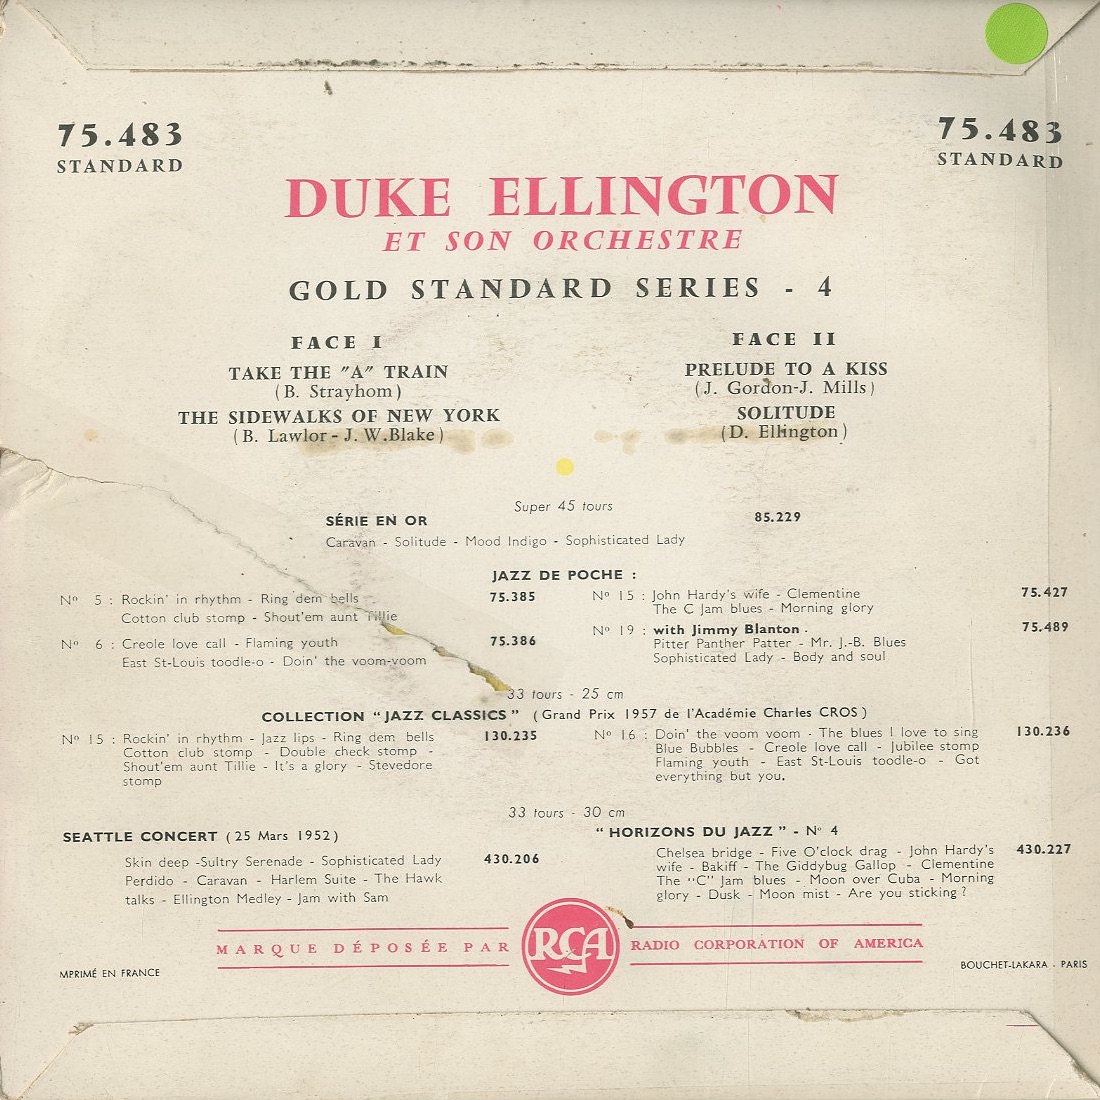 75.483
STANDARD
75.483
STANDARD
DUKE ELLINGTON
ET SON ORCHESTRE
GOLD STANDARD SERIES - 4
FACE I
TAKE THE "A" TRAIN
(B. Strayhom)
THE SIDEWALKS OF NEW YORK
(B. Lawlor - J. W. Blake)
FACE II
PRELUDE TO A KISS
(J. Gordon-J. Mills)
SOLITUDE
(D. Ellington)
Super 45 tours
SÉRIE EN OR 85.229
Caravan - Solitude - Mood Indigo - Sophisticated Lady
JAZZ DE POCHE :
Nº 5 : Rockin' in rhythm - Ring dem bells 75.385
Cotton club stomp - Shout'em aunt Tillie
Nº 6 : Creole love call - Flaming youth 75.386
East St-Louis toodle-o - Doin' the voom-voom
Nº 15 : John Hardy's wife - Clementine 75.427
The C Jam blues - Morning glory
Nº 19 : with Jimmy Blanton . 75.489
Pitter Panther Patter - Mr. J.-B. Blues
Sophisticated Lady - Body and soul
33 tours - 25 cm
COLLECTION "JAZZ CLASSICS" (Grand Prix 1957 de l'Académie Charles CROS)
Nº 15 : Rockin' in rhythm - Jazz lips - Ring dem bells 130.235
Cotton club stomp - Double check stomp -
Shout'em aunt Tillie - It's a glory - Stevedore
stomp
Nº 16 : Doin' the voom voom - The blues I love to sing 130.236
Blue Bubbles - Creole love call - Jubilee stomp
Flaming youth - East St-Louis toodle-o - Got
everything but you.
33 tours - 30 cm
SEATTLE CONCERT (25 Mars 1952)
Skin deep -Sultry Serenade - Sophisticated Lady 430.206
Perdido - Caravan - Harlem Suite - The Hawk
talks - Ellington Medley - Jam with Sam
"HORIZONS DU JAZZ" - Nº 4
Chelsea bridge - Five O'clock drag - John Hardy's 430.227
wife - Bakiff - The Giddybug Gallop - Clementine
The "C" Jam blues - Moon over Cuba - Morning
glory - Dusk - Moon mist - Are you sticking ?
MARQUE DÉPOSÉE PAR RCA RADIO CORPORATION OF AMERICA
MPRIMÉ EN FRANCE
BOUCHET-LAKARA - PARIS